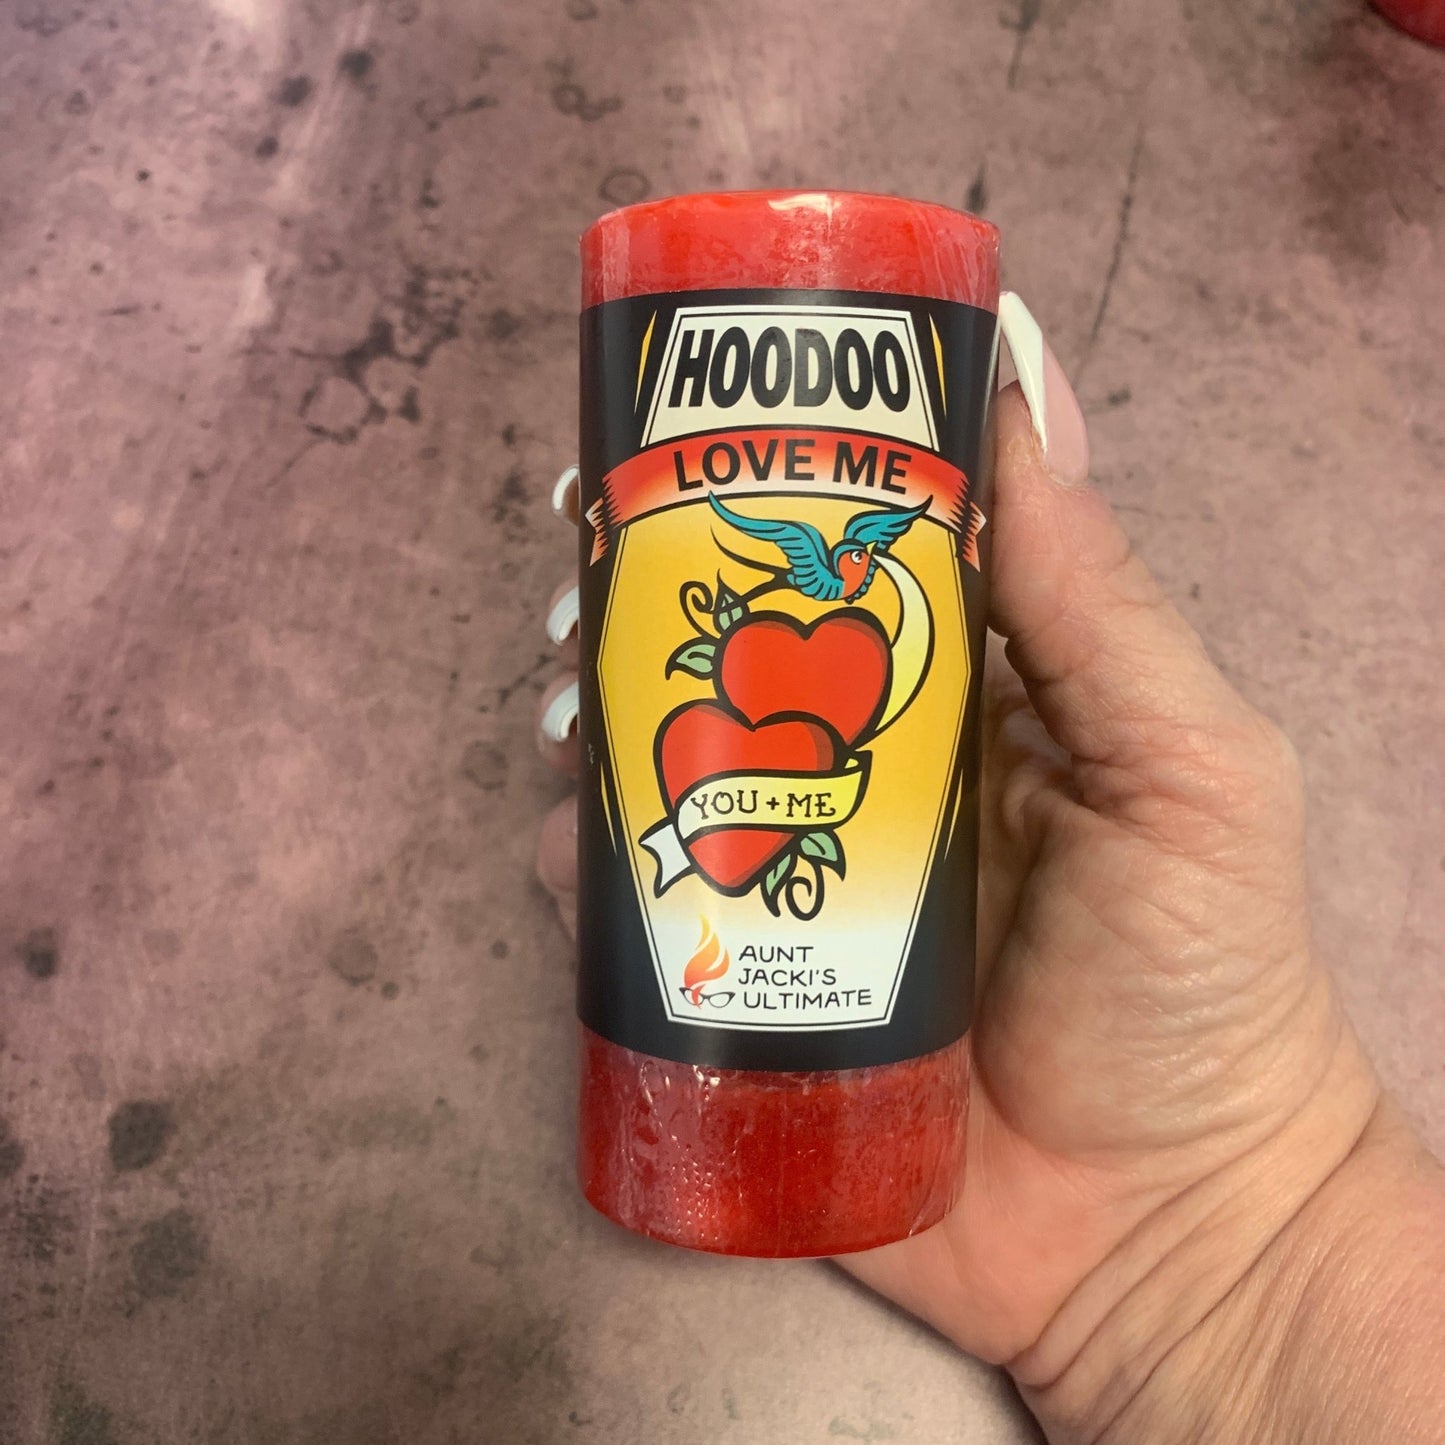 HOODOO
LOVE ME
YOU + ME
AUNT
JACKI'S
ULTIMATE